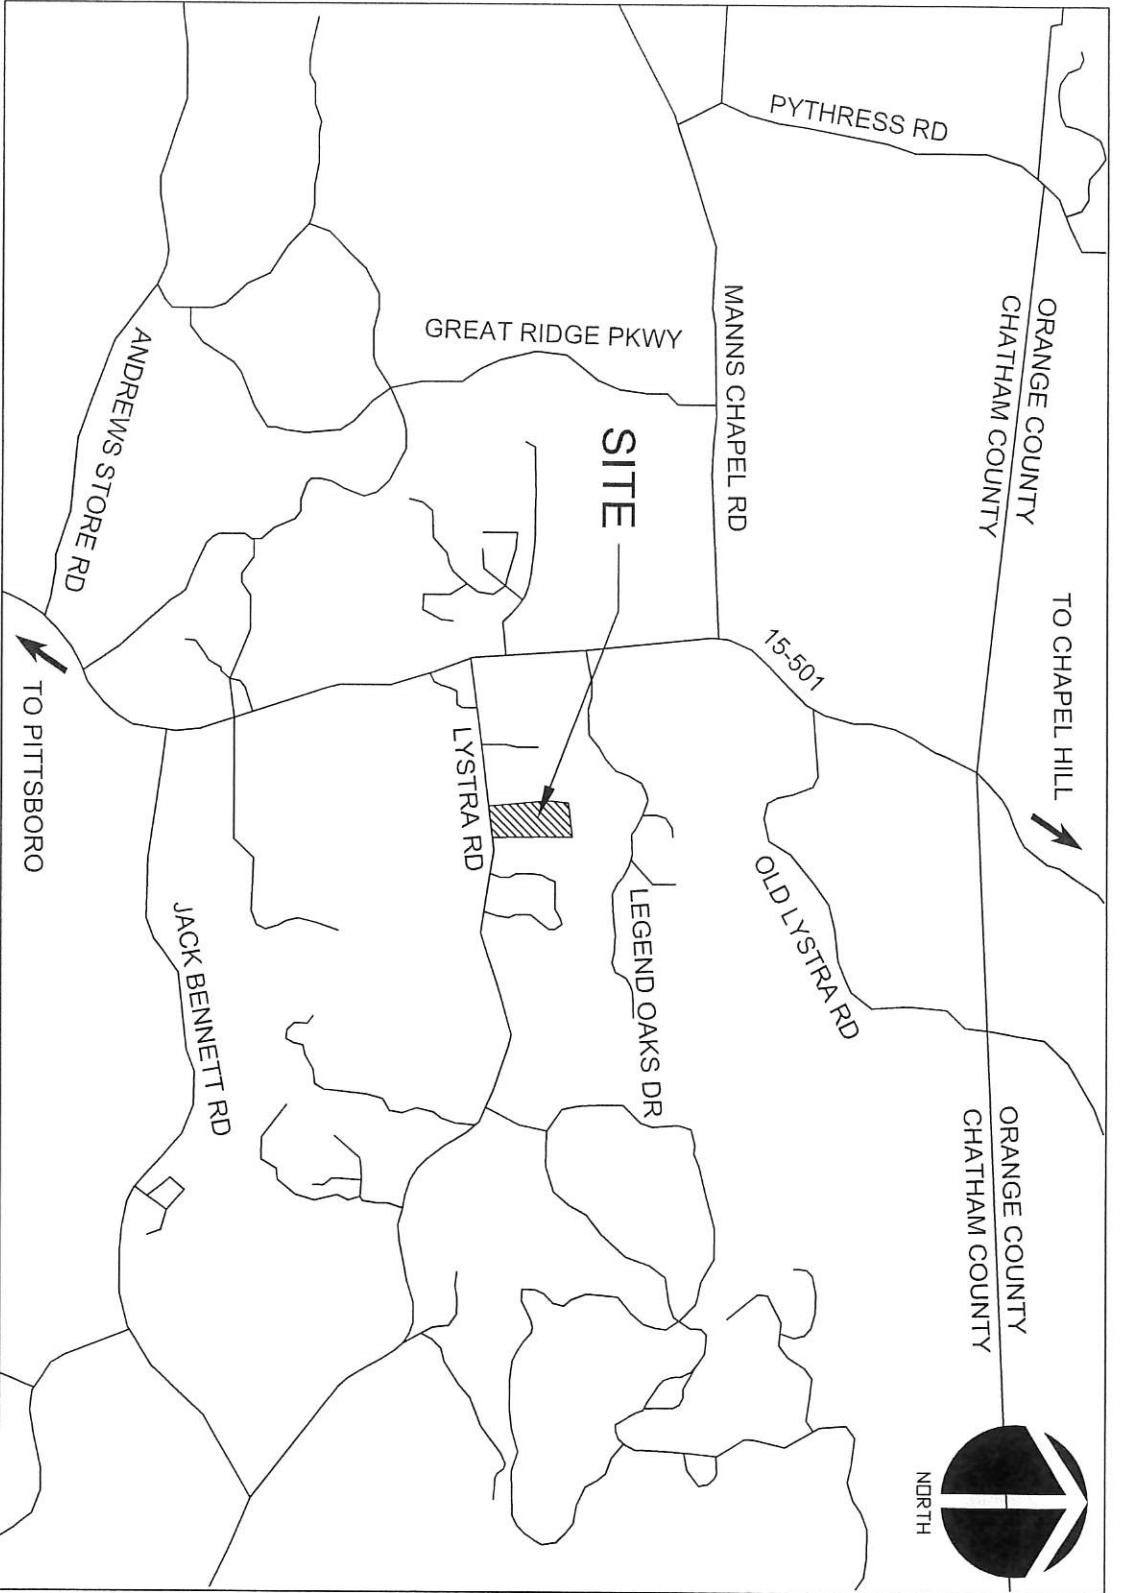 ORANGE COUNTY
CHATHAM COUNTY
TO CHAPEL HILL
PYTHRESS RD
MANNS CHAPEL RD
15-501
OLD LYSTRA RD
ORANGE COUNTY
CHATHAM COUNTY
NORTH
GREAT RIDGE PKWY
SITE
LEGEND OAKS DR
LYSTRA RD
ANDREWS STORE RD
JACK BENNETT RD
TO PITTSBORO